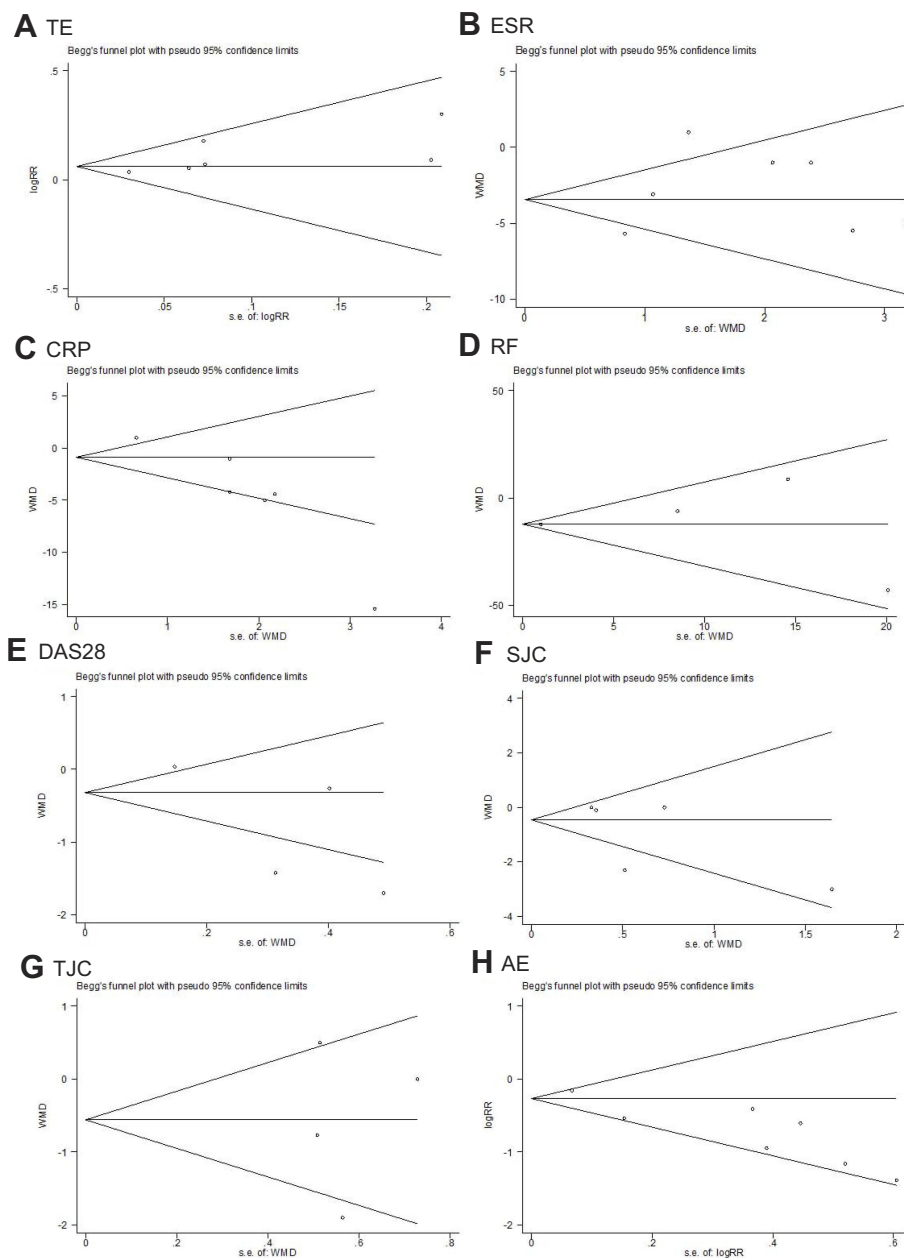 A TE
Begg's funnel plot with pseudo 95% confidence limits
.5
0
-.5
logRR
0 .05 .1 .15 .2
s.e. of: logRR
B ESR
Begg's funnel plot with pseudo 95% confidence limits
5
0
-5
-10
WMD
0 1 2 3
s.e. of: WMD
C CRP
Begg's funnel plot with pseudo 95% confidence limits
5
0
-5
-10
-15
WMD
0 1 2 3 4
s.e. of: WMD
D RF
Begg's funnel plot with pseudo 95% confidence limits
50
0
-50
WMD
0 5 10 15 20
s.e. of: WMD
E DAS28
Begg's funnel plot with pseudo 95% confidence limits
1
0
-1
-2
WMD
0 .2 .4 .6
s.e. of: WMD
F SJC
Begg's funnel plot with pseudo 95% confidence limits
4
2
0
-2
-4
WMD
0 .5 1 1.5 2
s.e. of: WMD
G TJC
Begg's funnel plot with pseudo 95% confidence limits
1
0
-1
-2
WMD
0 .2 .4 .6 .8
s.e. of: WMD
H AE
Begg's funnel plot with pseudo 95% confidence limits
1
0
-1
-2
logRR
0 .2 .4 .6
s.e. of: logRR